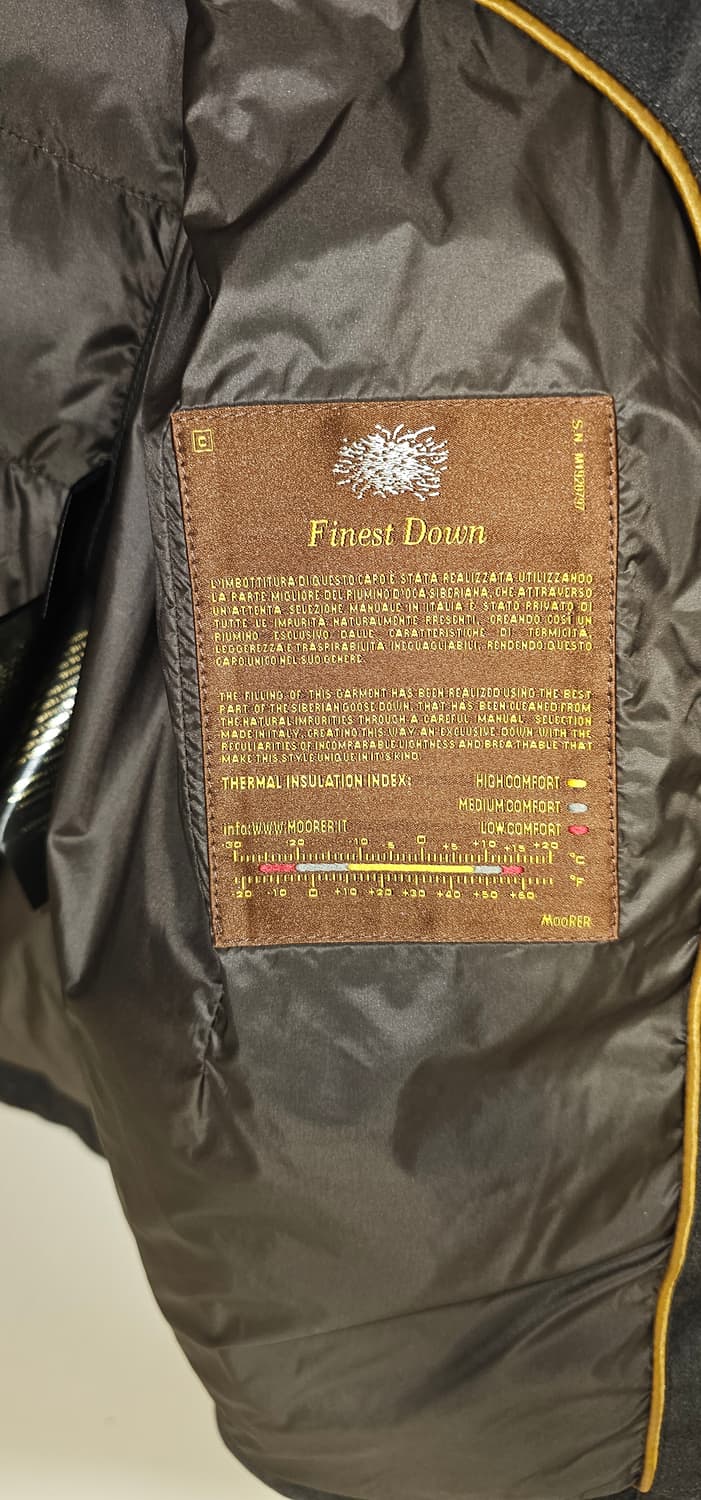 S.N. M1928797
Finest Down
L'IMBOTTITURA DI QUESTO CAPO È STATA REALIZZATA UTILIZZANDO
LA PARTE MIGLIORE DEL PIUMINO D'OCA SIBERIANA, CHE ATTRAVERSO
UN'ATTENTA SELEZIONE MANUALE IN ITALIA È STATO PRIVATO DI
TUTTE LE IMPURITÀ NATURALMENTE PRESENTI, CREANDO COSÌ UN
PIUMINO ESCLUSIVO DALLE CARATTERISTICHE DI TERMICITÀ,
LEGGEREZZA E TRASPIRABILITÀ INEGUAGLIABILI, RENDENDO QUESTO
CAPO UNICO NEL SUO GENERE.
THE FILLING OF THIS GARMENT HAS BEEN REALIZED USING THE BEST
PART OF THE SIBERIAN GOOSE DOWN, THAT HAS BEEN CLEANED FROM
THE NATURAL IMPURITIES THROUGH A CAREFUL MANUAL SELECTION
MADE IN ITALY, CREATING THIS WAY AN EXCLUSIVE DOWN WITH THE
PECULIARITIES OF INCOMPARABLE LIGHTNESS AND BREATHABLE THAT
MAKE THIS STYLE UNIQUE IN IT'S KIND.
THERMAL INSULATION INDEX: HIGH COMFORT
MEDIUM COMFORT
info:WWW.MOORER.IT LOW COMFORT
-30 -20 -10 -5 0 +5 +10 +15 +20 °C
-20 -10 0 +10 +20 +30 +40 +50 +60 °F
MOORER